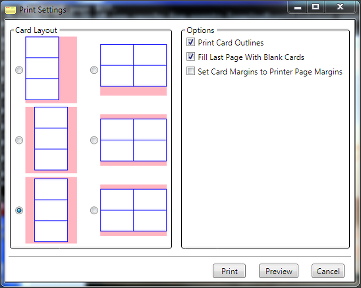 Print Settings
Card Layout
Options
Print Card Outlines
Fill Last Page With Blank Cards
Set Card Margins to Printer Page Margins
Print
Preview
Cancel